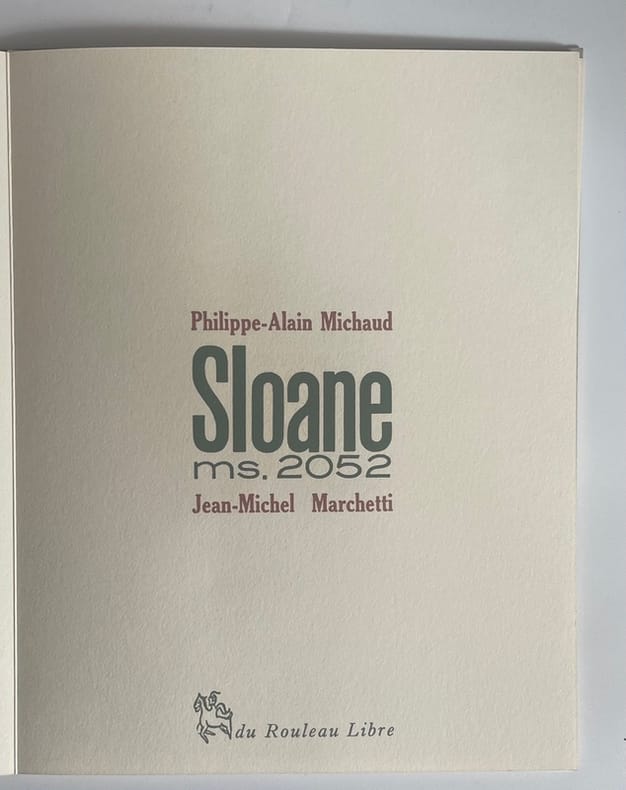 Philippe-Alain Michaud
Sloane
ms. 2052
Jean-Michel Marchetti
du Rouleau Libre